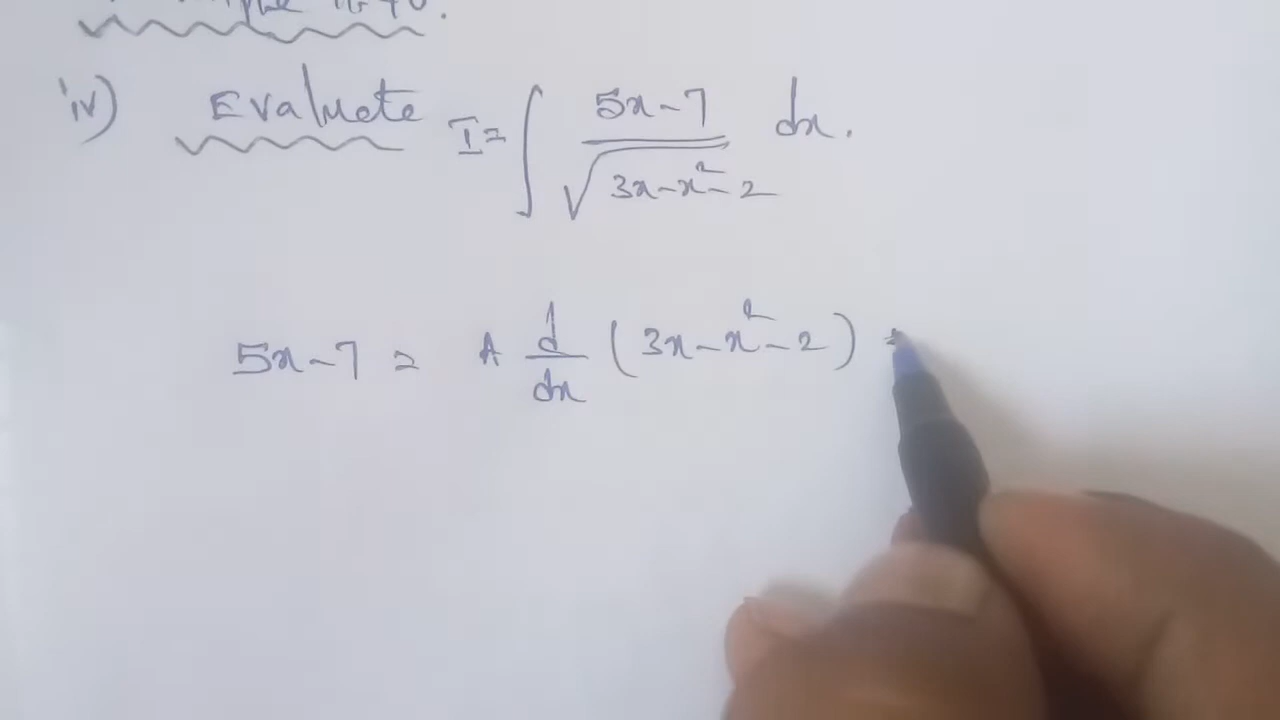 iv) Evaluate I = ∫ (5x-7)/√(3x-x²-2) dx.
5x-7 = A d/dx (3x-x²-2) +